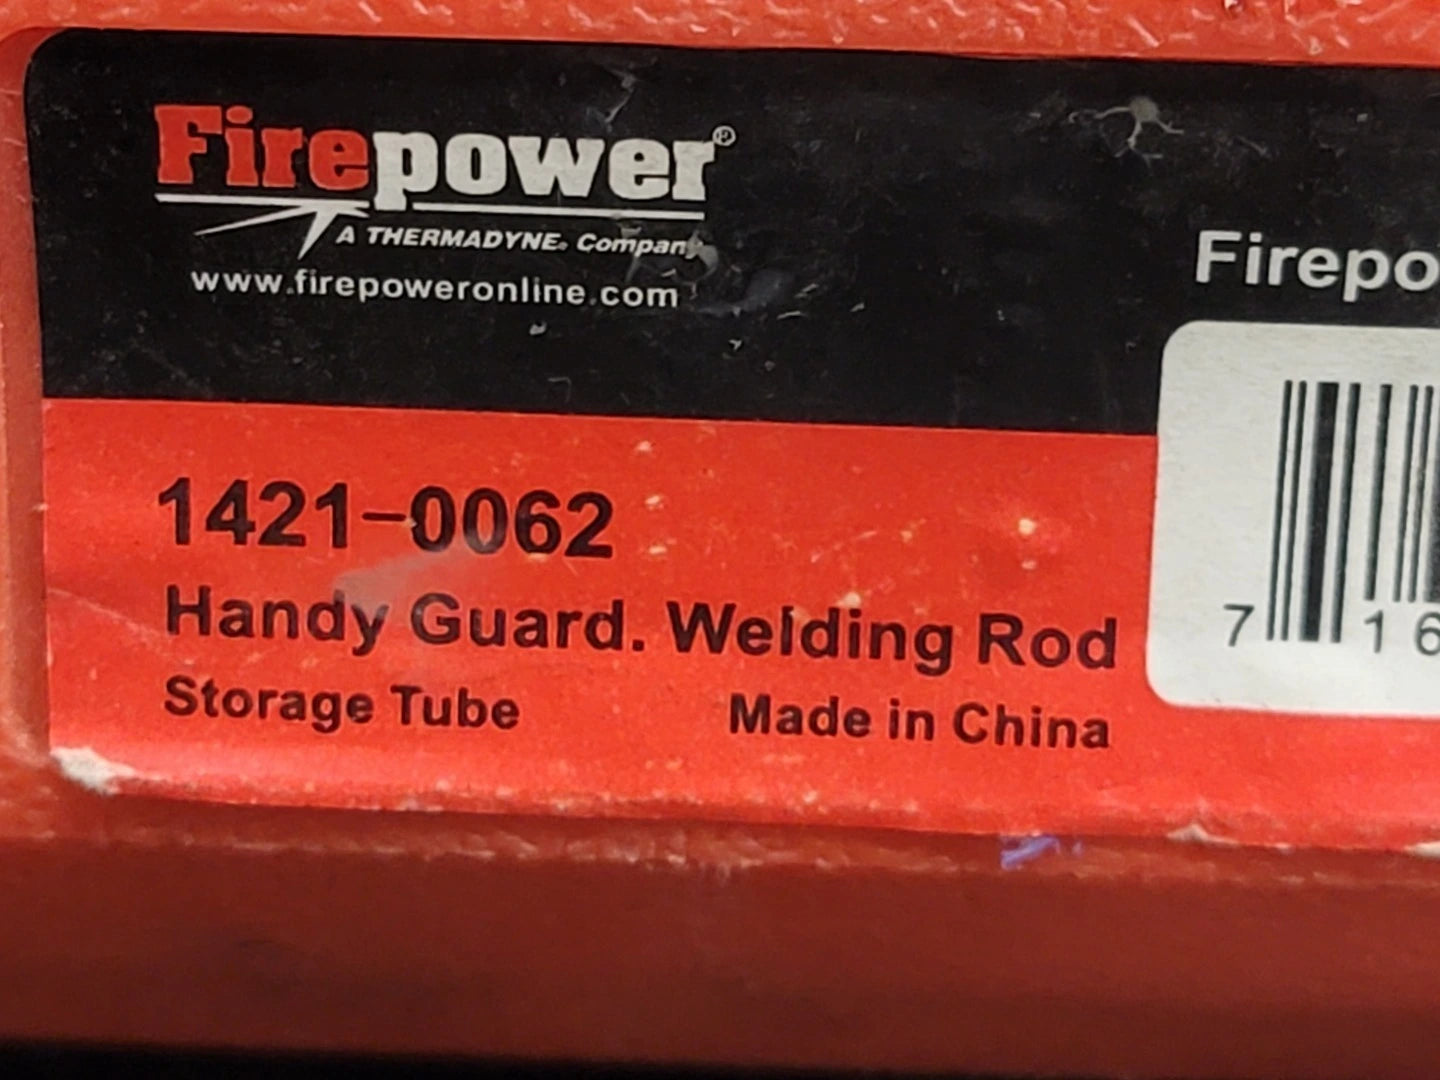 Firepower®
A THERMADYNE® Company
www.firepoweronline.com
Firepo
1421-0062
Handy Guard. Welding Rod
Storage Tube Made in China
7 16